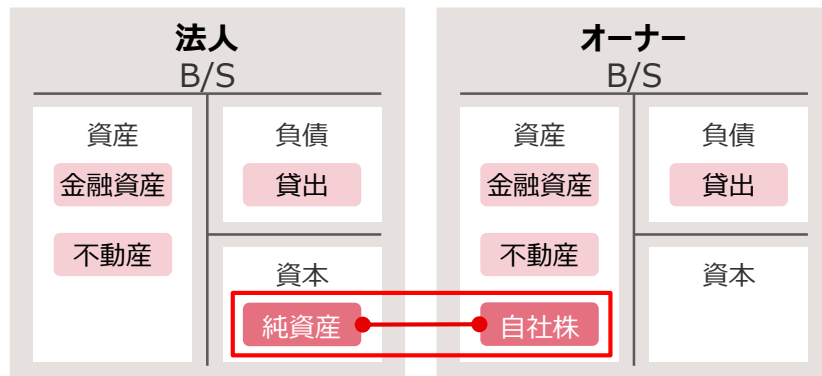 法人
B/S
資産
金融資産
不動産
負債
貸出
資本
純資産
オーナー
B/S
資産
金融資産
不動産
自社株
負債
貸出
資本